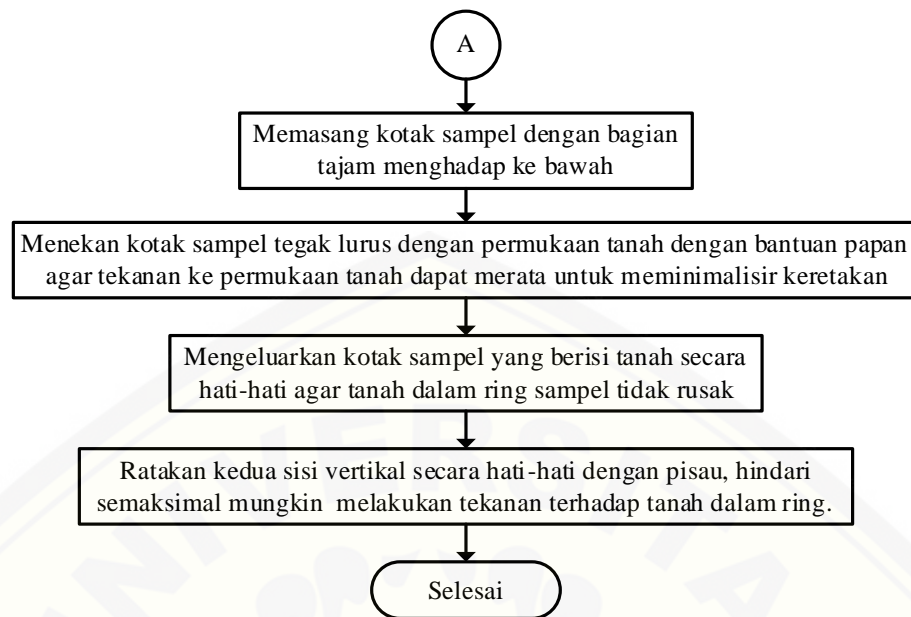 A
Memasang kotak sampel dengan bagian
tajam menghadap ke bawah
Menekan kotak sampel tegak lurus dengan permukaan tanah dengan bantuan papan
agar tekanan ke permukaan tanah dapat merata untuk meminimalisir keretakan
Mengeluarkan kotak sampel yang berisi tanah secara
hati-hati agar tanah dalam ring sampel tidak rusak
Ratakan kedua sisi vertikal secara hati-hati dengan pisau, hindari
semaksimal mungkin melakukan tekanan terhadap tanah dalam ring.
Selesai